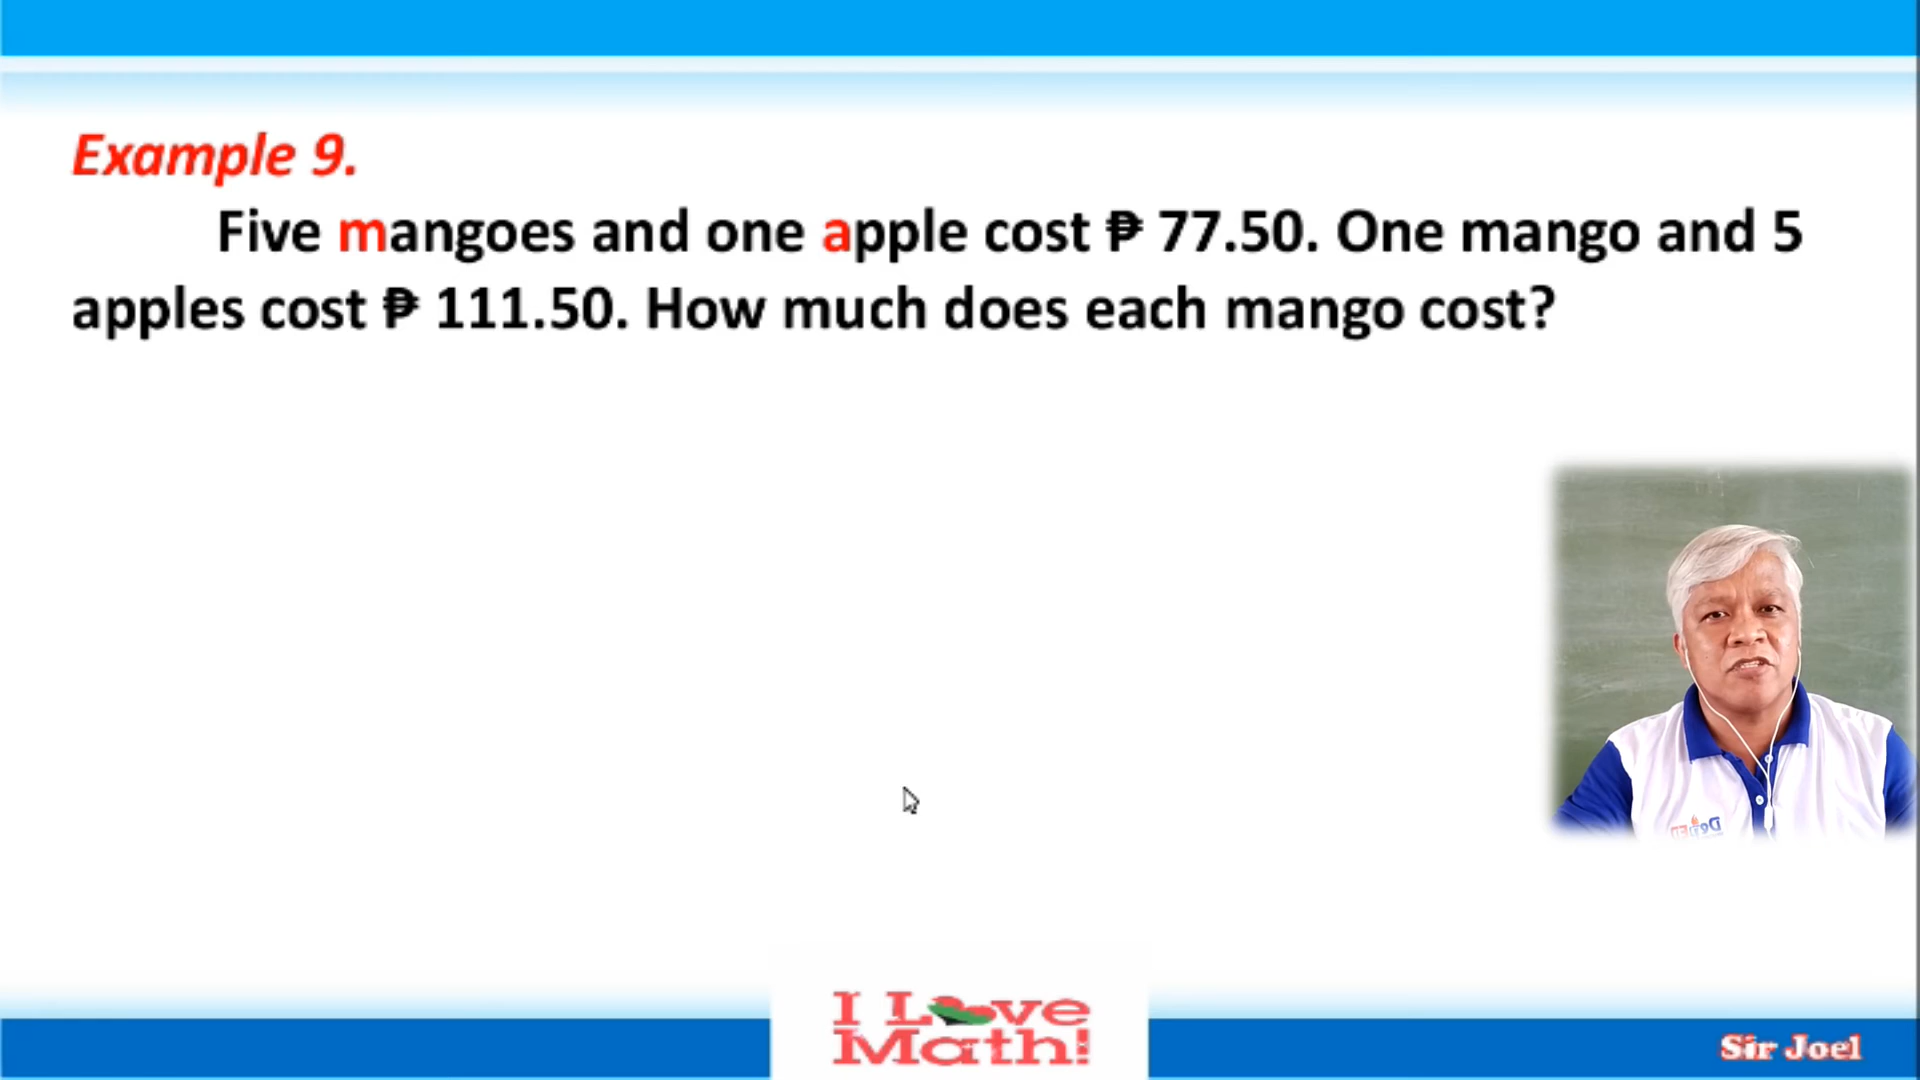 Example 9.
Five mangoes and one apple cost ₱ 77.50. One mango and 5
apples cost ₱ 111.50. How much does each mango cost?
I Love
Math!
Sir Joel